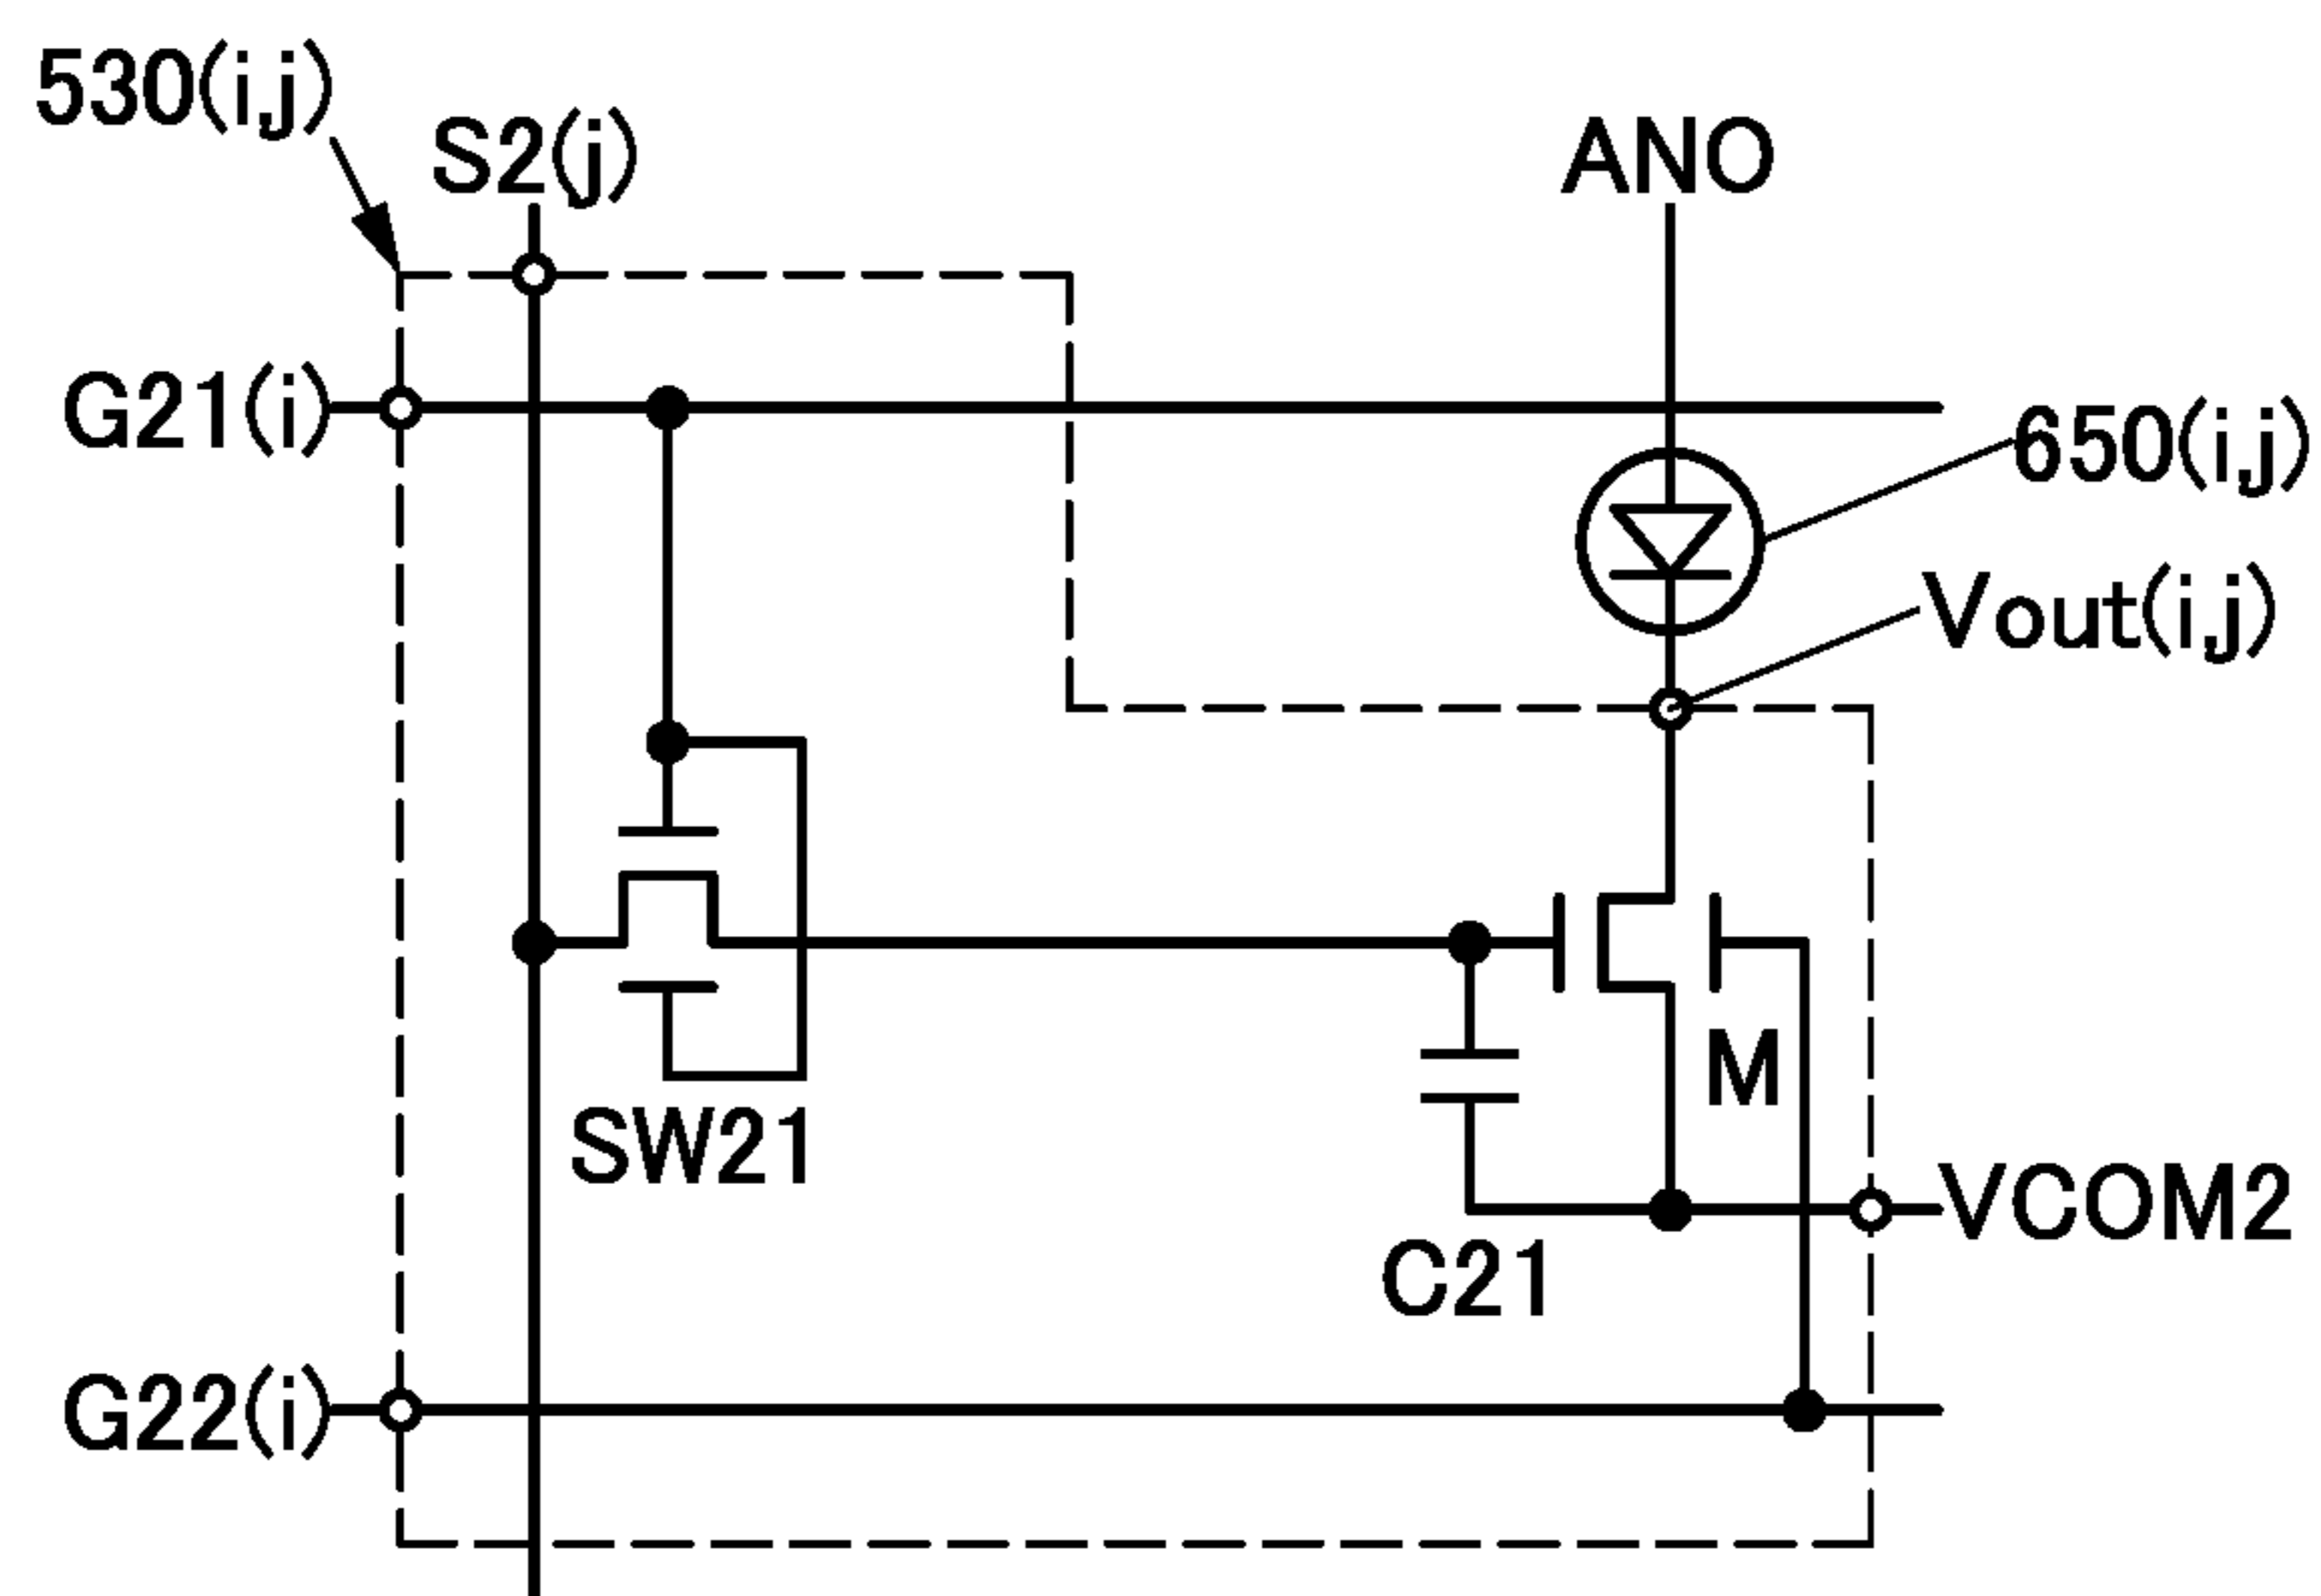 530(i,j)
S2(j)
ANO
G21(i)
650(i,j)
Vout(i,j)
M
SW21
VCOM2
C21
G22(i)